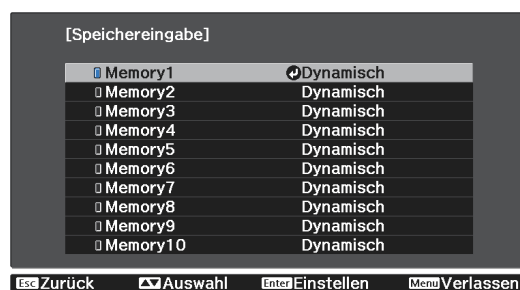 [Speichereingabe]
Memory1 Dynamisch
Memory2 Dynamisch
Memory3 Dynamisch
Memory4 Dynamisch
Memory5 Dynamisch
Memory6 Dynamisch
Memory7 Dynamisch
Memory8 Dynamisch
Memory9 Dynamisch
Memory10 Dynamisch
Esc Zurück Auswahl Enter Einstellen Menu Verlassen